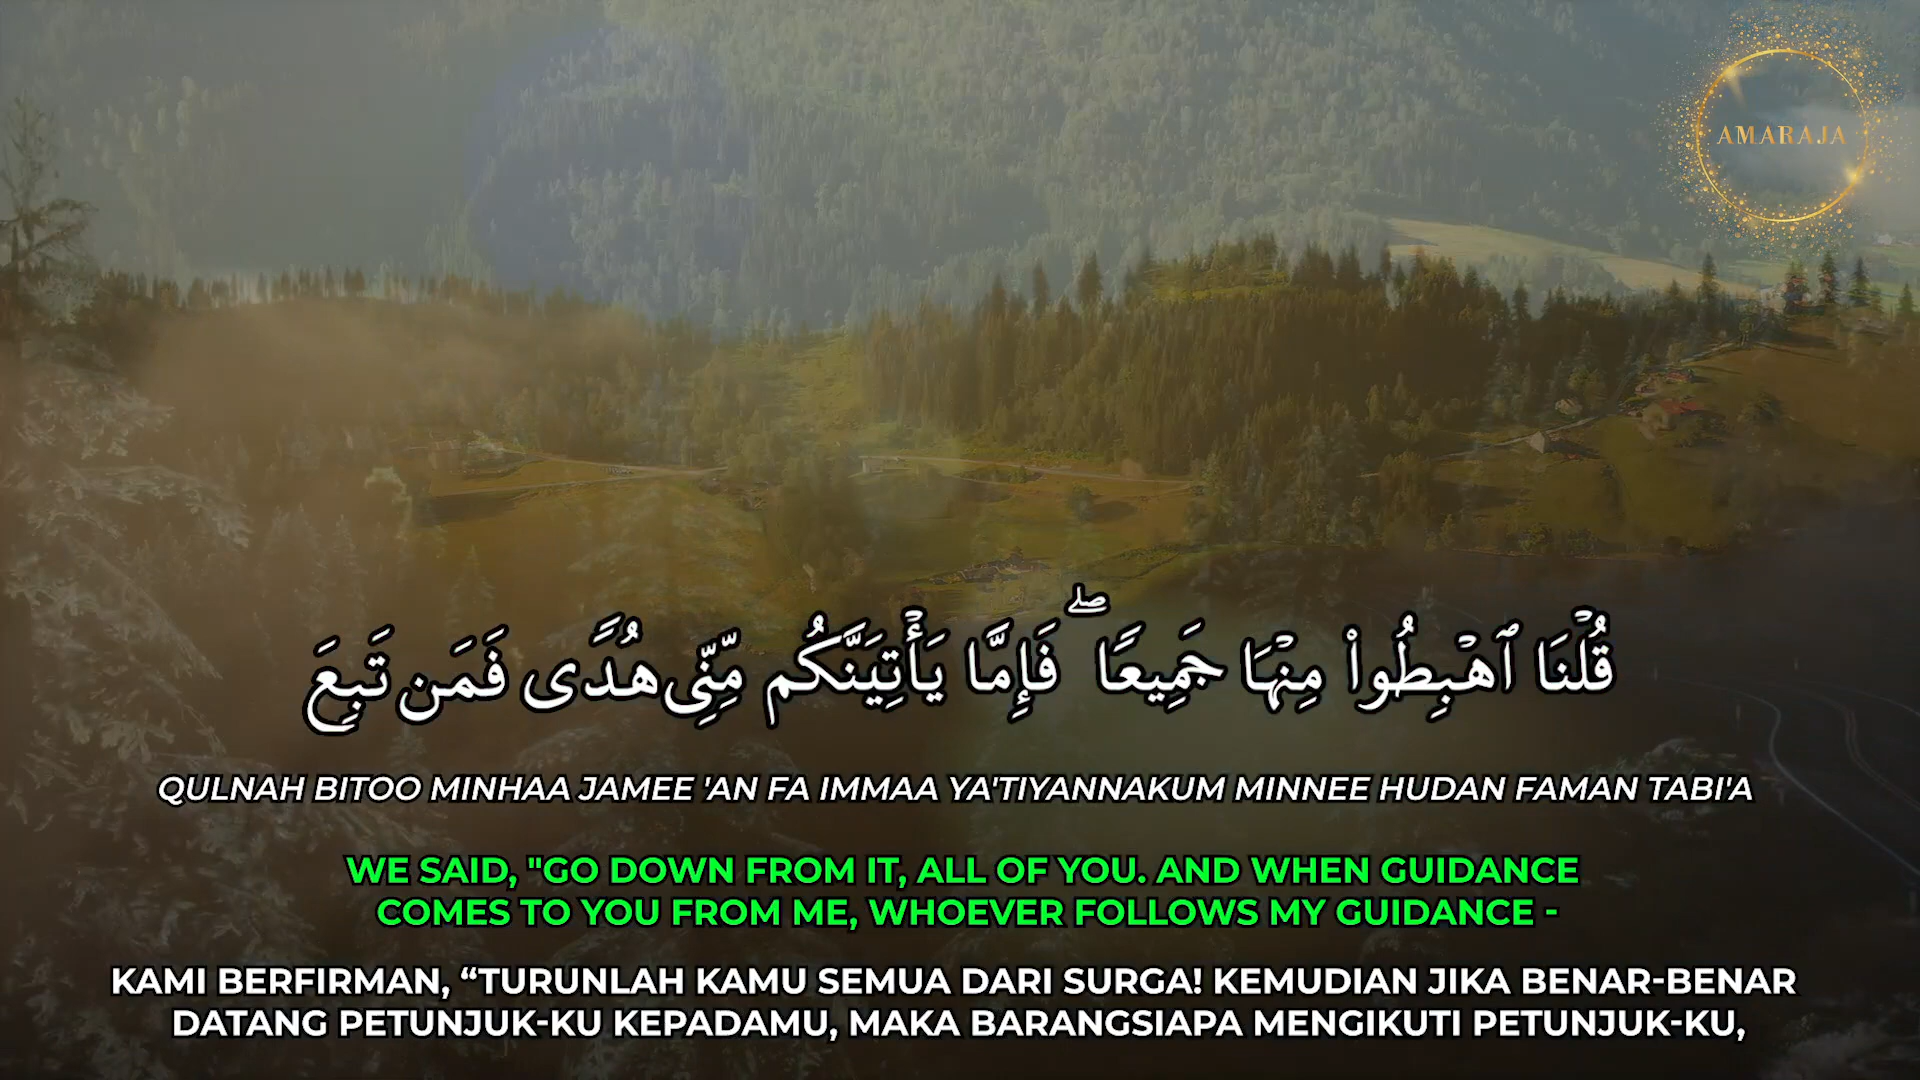 AMARAJA
قُلْنَا ٱهْبِطُوا۟ مِنْهَا جَمِيعًا ۖ فَإِمَّا يَأْتِيَنَّكُم مِّنِّى هُدًى فَمَن تَبِعَ
QULNAH BITOO MINHAA JAMEE 'AN FA IMMAA YA'TIYANNAKUM MINNEE HUDAN FAMAN TABI'A
WE SAID, "GO DOWN FROM IT, ALL OF YOU. AND WHEN GUIDANCE
COMES TO YOU FROM ME, WHOEVER FOLLOWS MY GUIDANCE -
KAMI BERFIRMAN, “TURUNLAH KAMU SEMUA DARI SURGA! KEMUDIAN JIKA BENAR-BENAR
DATANG PETUNJUK-KU KEPADAMU, MAKA BARANGSIAPA MENGIKUTI PETUNJUK-KU,